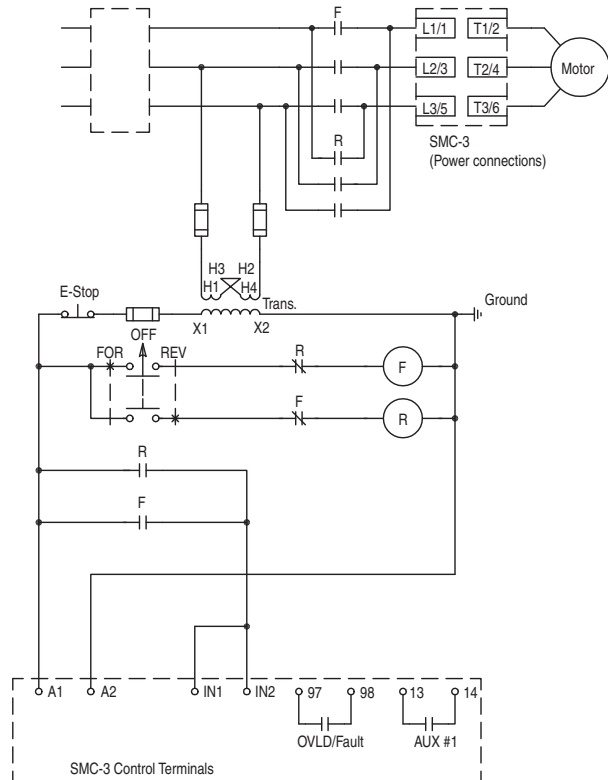 F
L1/1 T1/2
L2/3 T2/4
L3/5 T3/6
Motor
R
SMC-3
(Power connections)
H3 H2
H1 H4
E-Stop
Trans.
Ground
X1 X2
OFF
FOR REV
R
F
F
R
R
F
A1 A2 IN1 IN2 97 98 13 14
OVLD/Fault AUX #1
SMC-3 Control Terminals